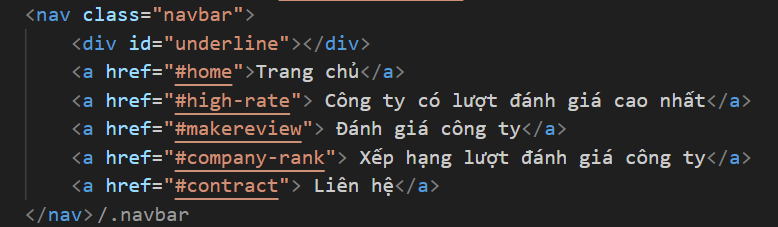 <nav class="navbar">
<div id="underline"></div>
<a href="#home">Trang chủ</a>
<a href="#high-rate"> Công ty có lượt đánh giá cao nhất</a>
<a href="#makereview"> Đánh giá công ty</a>
<a href="#company-rank"> Xếp hạng lượt đánh giá công ty</a>
<a href="#contract"> Liên hệ</a>
</nav>/.navbar